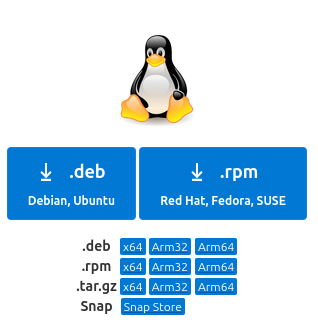 .deb .rpm
Debian, Ubuntu Red Hat, Fedora, SUSE
.deb x64 Arm32 Arm64
.rpm x64 Arm32 Arm64
.tar.gz x64 Arm32 Arm64
Snap Snap Store